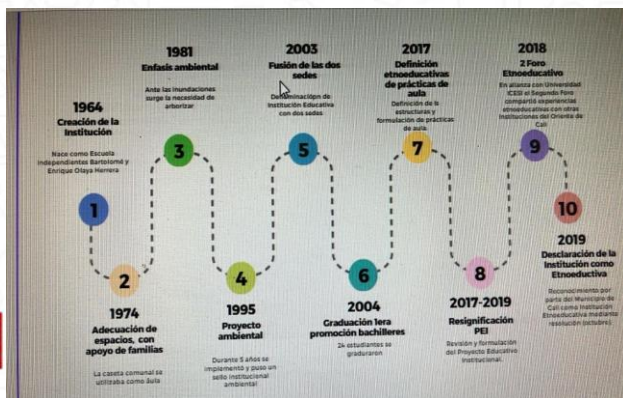 1964
Creación de la
Institución
Nace como Escuela
Independientes Bartolomé y
Enrique Olaya Herrera
1
2
1974
Adecuación de
espacios, con
apoyo de familias
La caseta comunal se
utilizaba como Aula
1981
Enfasis ambiental
Ante las inundaciones
surge la necesidad de
arborizar
3
4
1995
Proyecto
ambiental
Durante 5 años se
implementó y puso un
sello institucional
ambiental
2003
Fusión de las dos
sedes
Denominaciópn de
Institución Educativa
con dos sedes
5
6
2004
Graduación 1era
promoción bachilleres
24 estudiantes se
graduraron
2017
Definición
etnoeducativas
de prácticas de
aula
Definición de 
estructuras y
formulación de prácticas
de aula.
7
8
2017-2019
Resignificación
PEI
Revisión y formulación
del Proyecto Educativo
Institucional.
2018
2 Foro
Etnoeducativo
En alianza con Universidad
ICESI el Segundo Foro
compartió experiencias
etnoeducativas con otras
Instituciones del Oriente de
Cali
9
10
2019
Desclaración de la
Institución como
Etnoeductiva
Reconocimiento por
parte del Municipio de
Cali como Institución
Etnoeducativa mediante
resolución (octubre).